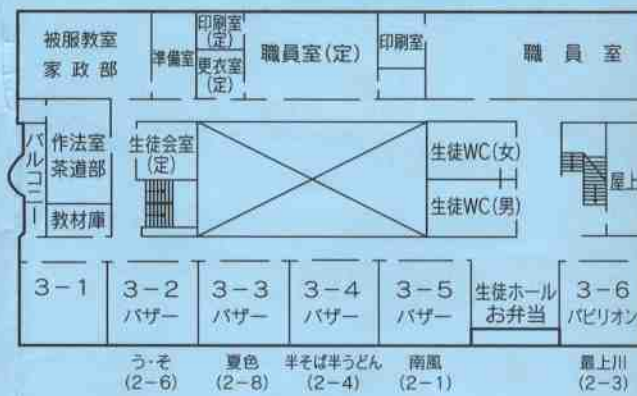 被服教室
家政部
準備室
印刷室
(定)
更衣室
(定)
職員室(定)
印刷室
職員室
バルコニー
作法室
茶道部
教材庫
生徒会室
(定)
生徒WC(女)
生徒WC(男)
屋上
3-1
3-2
バザー
3-3
バザー
3-4
バザー
3-5
バザー
生徒ホール
お弁当
3-6
パビリオン
う・そ
(2-6)
夏色
(2-8)
半そば半うどん
(2-4)
南風
(2-1)
最上川
(2-3)